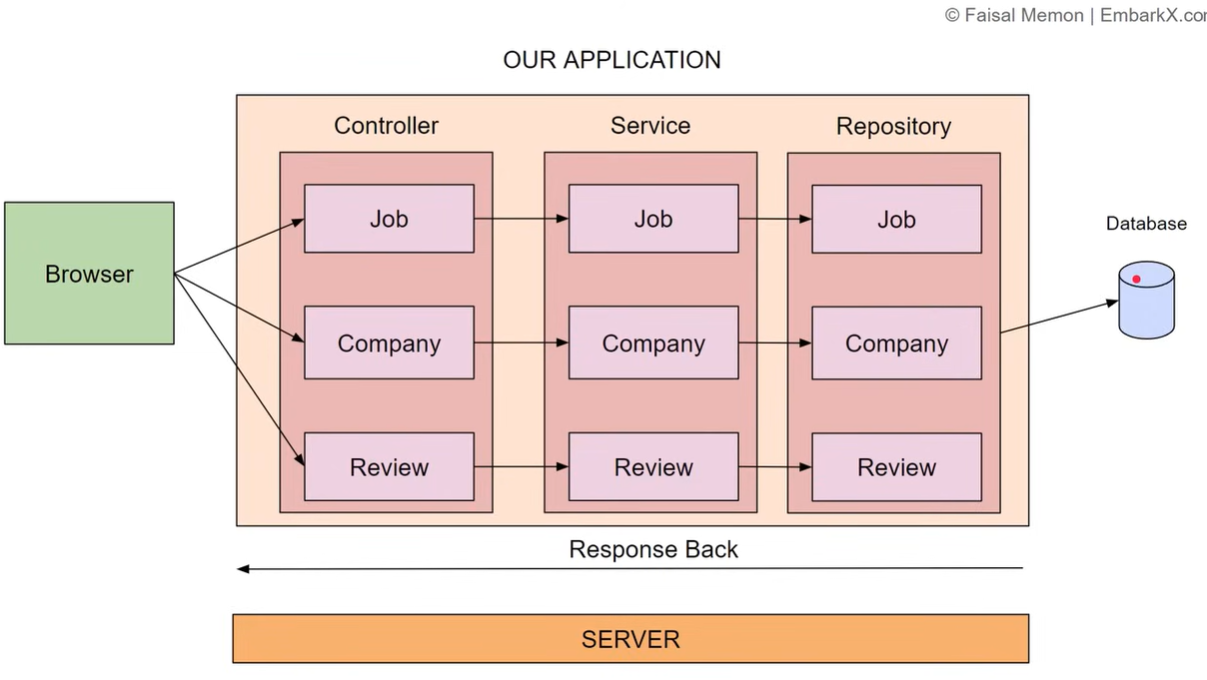 © Faisal Memon | EmbarkX.cor
OUR APPLICATION
Controller
Service
Repository
Job
Job
Job
Database
Browser
Company
Company
Company
Review
Review
Review
Response Back
SERVER